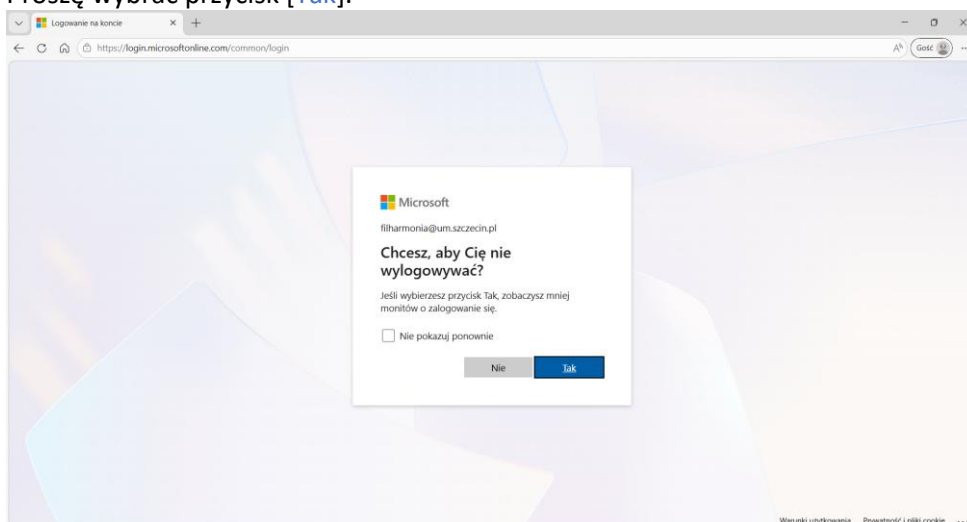 Proszę wybrać przycisk [Tak].
Logowanie na koncie
https://login.microsoftonline.com/common/login
Gość
Microsoft
filharmonia@um.szczecin.pl
Chcesz, aby Cię nie
wylogowywać?
Jeśli wybierzesz przycisk Tak, zobaczysz mniej
monitów o zalogowanie się.
Nie pokazuj ponownie
Nie Tak
Warunki użytkowania Prywatność i pliki cookie